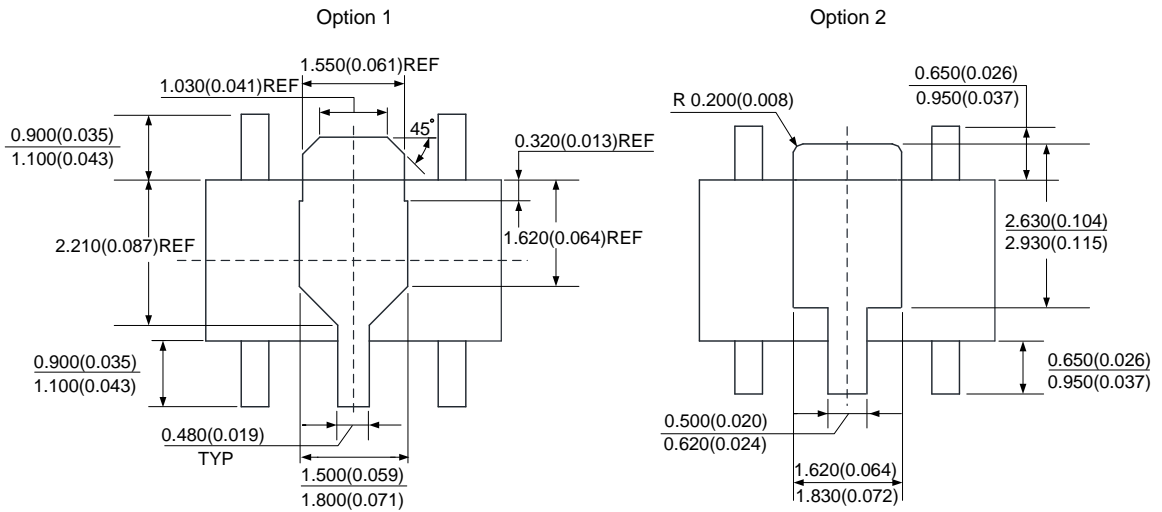 Option 1
1.550(0.061)REF
1.030(0.041)REF
45°
0.900(0.035)
1.100(0.043)
0.320(0.013)REF
2.210(0.087)REF
1.620(0.064)REF
0.900(0.035)
1.100(0.043)
0.480(0.019)
TYP
1.500(0.059)
1.800(0.071)
Option 2
0.650(0.026)
0.950(0.037)
R 0.200(0.008)
2.630(0.104)
2.930(0.115)
0.650(0.026)
0.950(0.037)
0.500(0.020)
0.620(0.024)
1.620(0.064)
1.830(0.072)